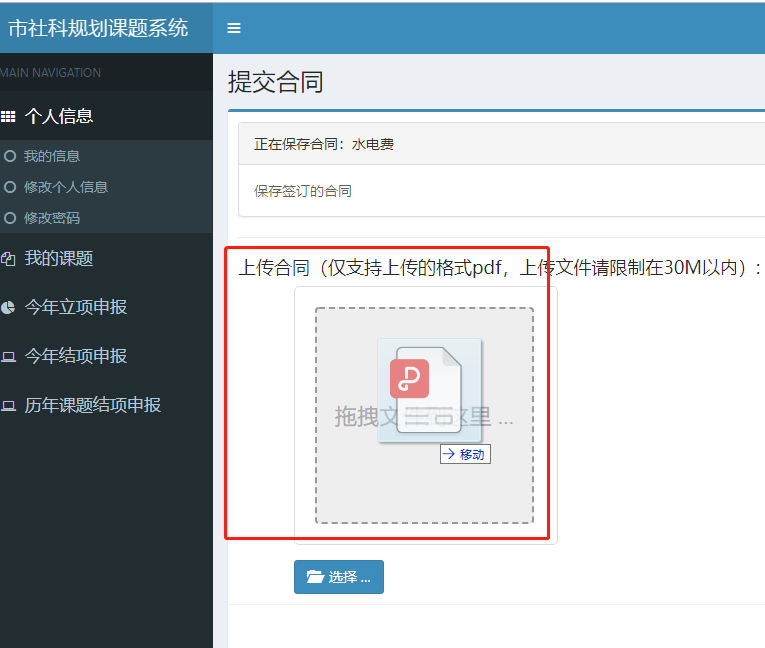 市社科规划课题系统
MAIN NAVIGATION
个人信息
我的信息
修改个人信息
修改密码
我的课题
今年立项申报
今年结项申报
历年课题结项申报
提交合同
正在保存合同：水电费
保存签订的合同
上传合同（仅支持上传的格式pdf，上传文件请限制在30M以内）：
拖拽文件到这里 ...
移动
选择 ...